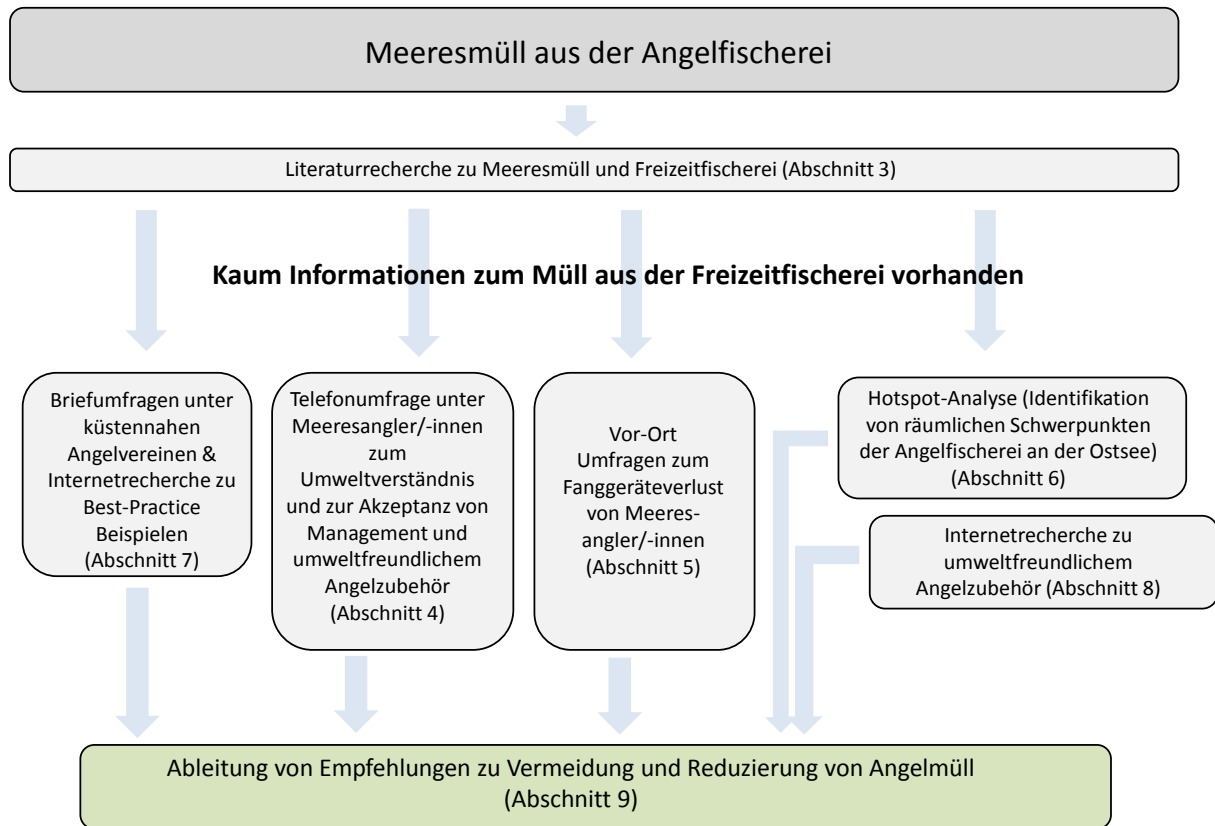 Meeresmüll aus der Angelfischerei
Literaturrecherche zu Meeresmüll und Freizeitfischerei (Abschnitt 3)
Kaum Informationen zum Müll aus der Freizeitfischerei vorhanden
Briefumfragen unter
küstennahen
Angelvereinen &
Internetrecherche zu
Best-Practice
Beispielen
(Abschnitt 7)
Telefonumfrage unter
Meeresangler/-innen
zum
Umweltverständnis
und zur Akzeptanz von
Management und
umweltfreundlichem
Angelzubehör
(Abschnitt 4)
Vor-Ort
Umfragen zum
Fanggeräteverlust
von Meeres-
angler/-innen
(Abschnitt 5)
Hotspot-Analyse (Identifikation
von räumlichen Schwerpunkten
der Angelfischerei an der Ostsee)
(Abschnitt 6)
Internetrecherche zu
umweltfreundlichem
Angelzubehör (Abschnitt 8)
Ableitung von Empfehlungen zu Vermeidung und Reduzierung von Angelmüll
(Abschnitt 9)